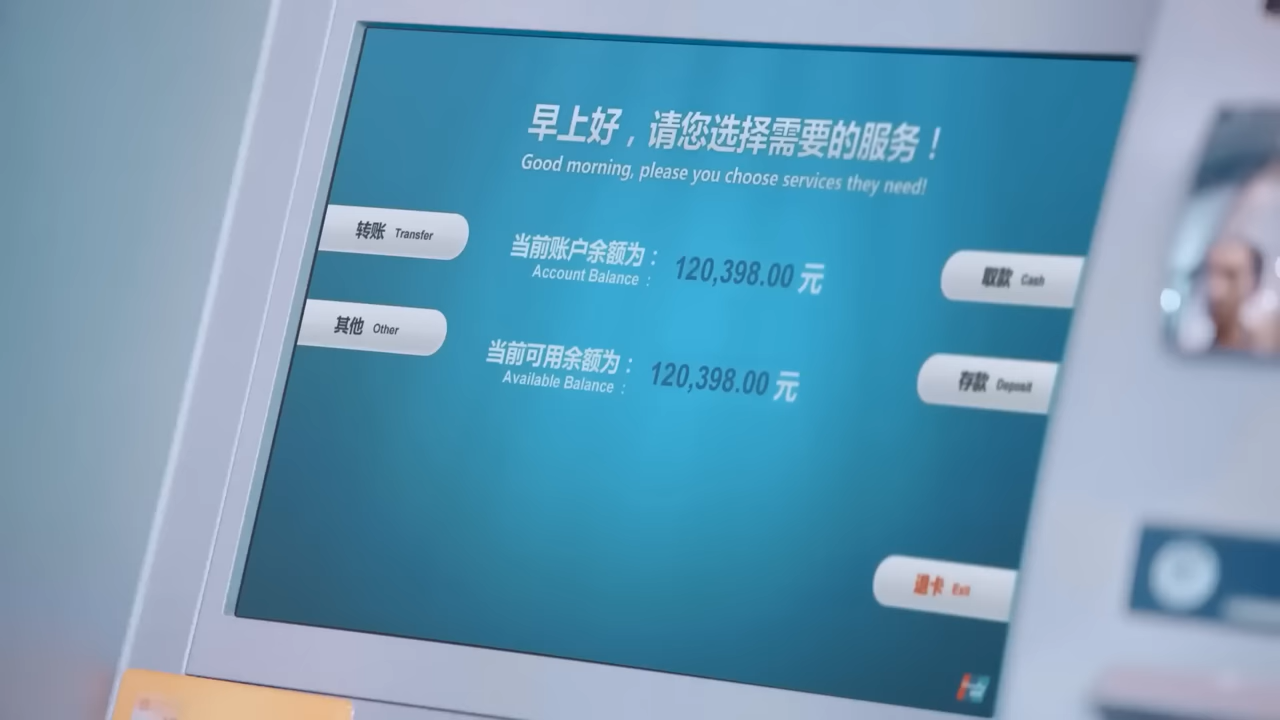 早上好，请您选择需要的服务！
Good morning, please you choose services they need!
转账 Transfer
当前账户余额为： 120,398.00 元
Account Balance :
取款 Cash
其他 Other
当前可用余额为： 120,398.00 元
Available Balance :
存款 Deposit
退卡 Exit